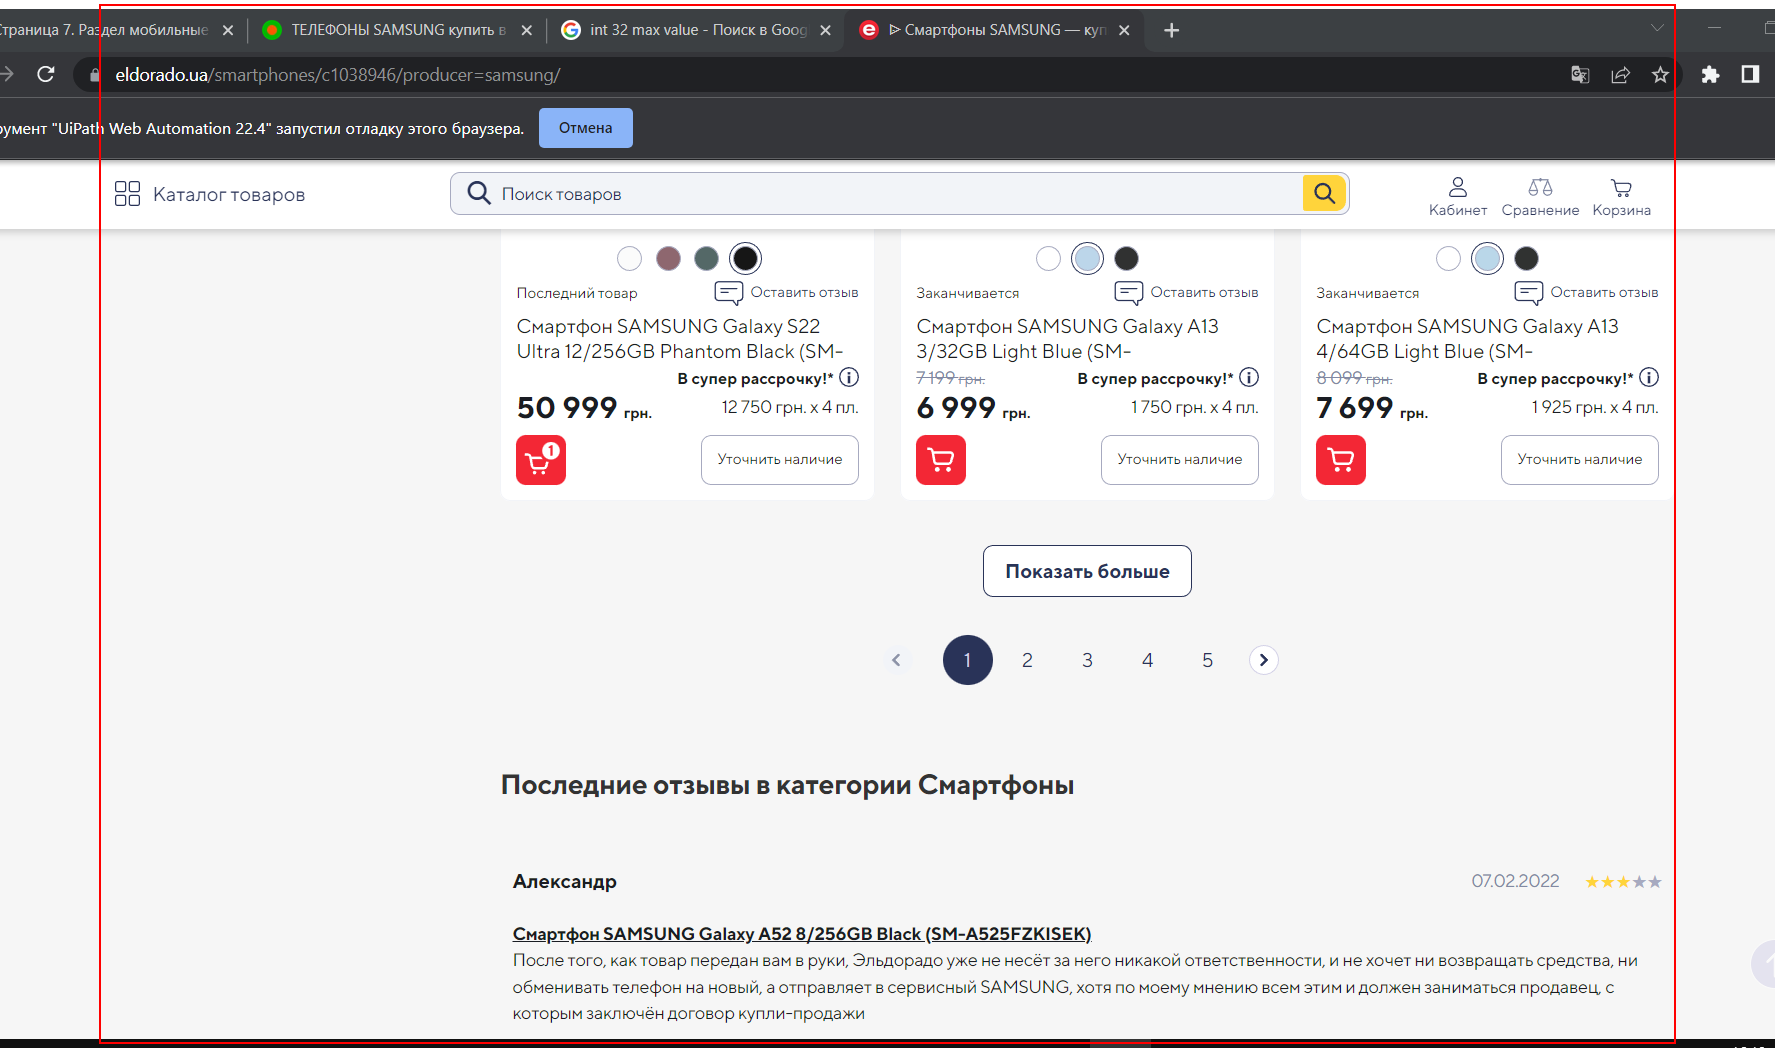 траница 7. Раздел мобильные
ТЕЛЕФОНЫ SAMSUNG купить в
int 32 max value - Поиск в Goog
Смартфоны SAMSUNG — куп
eldorado.ua/smartphones/c1038946/producer=samsung/
румент "UiPath Web Automation 22.4" запустил отладку этого браузера.
Отмена
Каталог товаров
Поиск товаров
Кабинет
Сравнение
Корзина
Последний товар
Оставить отзыв
Смартфон SAMSUNG Galaxy S22
Ultra 12/256GB Phantom Black (SM-
В супер рассрочку!*
50 999 грн.
12 750 грн. x 4 пл.
1
Уточнить наличие
Заканчивается
Оставить отзыв
Смартфон SAMSUNG Galaxy A13
3/32GB Light Blue (SM-
7 199 грн.
В супер рассрочку!*
6 999 грн.
1 750 грн. x 4 пл.
Уточнить наличие
Заканчивается
Оставить отзыв
Смартфон SAMSUNG Galaxy A13
4/64GB Light Blue (SM-
8 099 грн.
В супер рассрочку!*
7 699 грн.
1 925 грн. x 4 пл.
Уточнить наличие
Показать больше
1 2 3 4 5
Последние отзывы в категории Смартфоны
Александр
07.02.2022
Смартфон SAMSUNG Galaxy A52 8/256GB Black (SM-A525FZKISEK)
После того, как товар передан вам в руки, Эльдорадо уже не несёт за него никакой ответственности, и не хочет ни возвращать средства, ни
обменивать телефон на новый, а отправляет в сервисный SAMSUNG, хотя по моему мнению всем этим и должен заниматься продавец, с
которым заключён договор купли-продажи